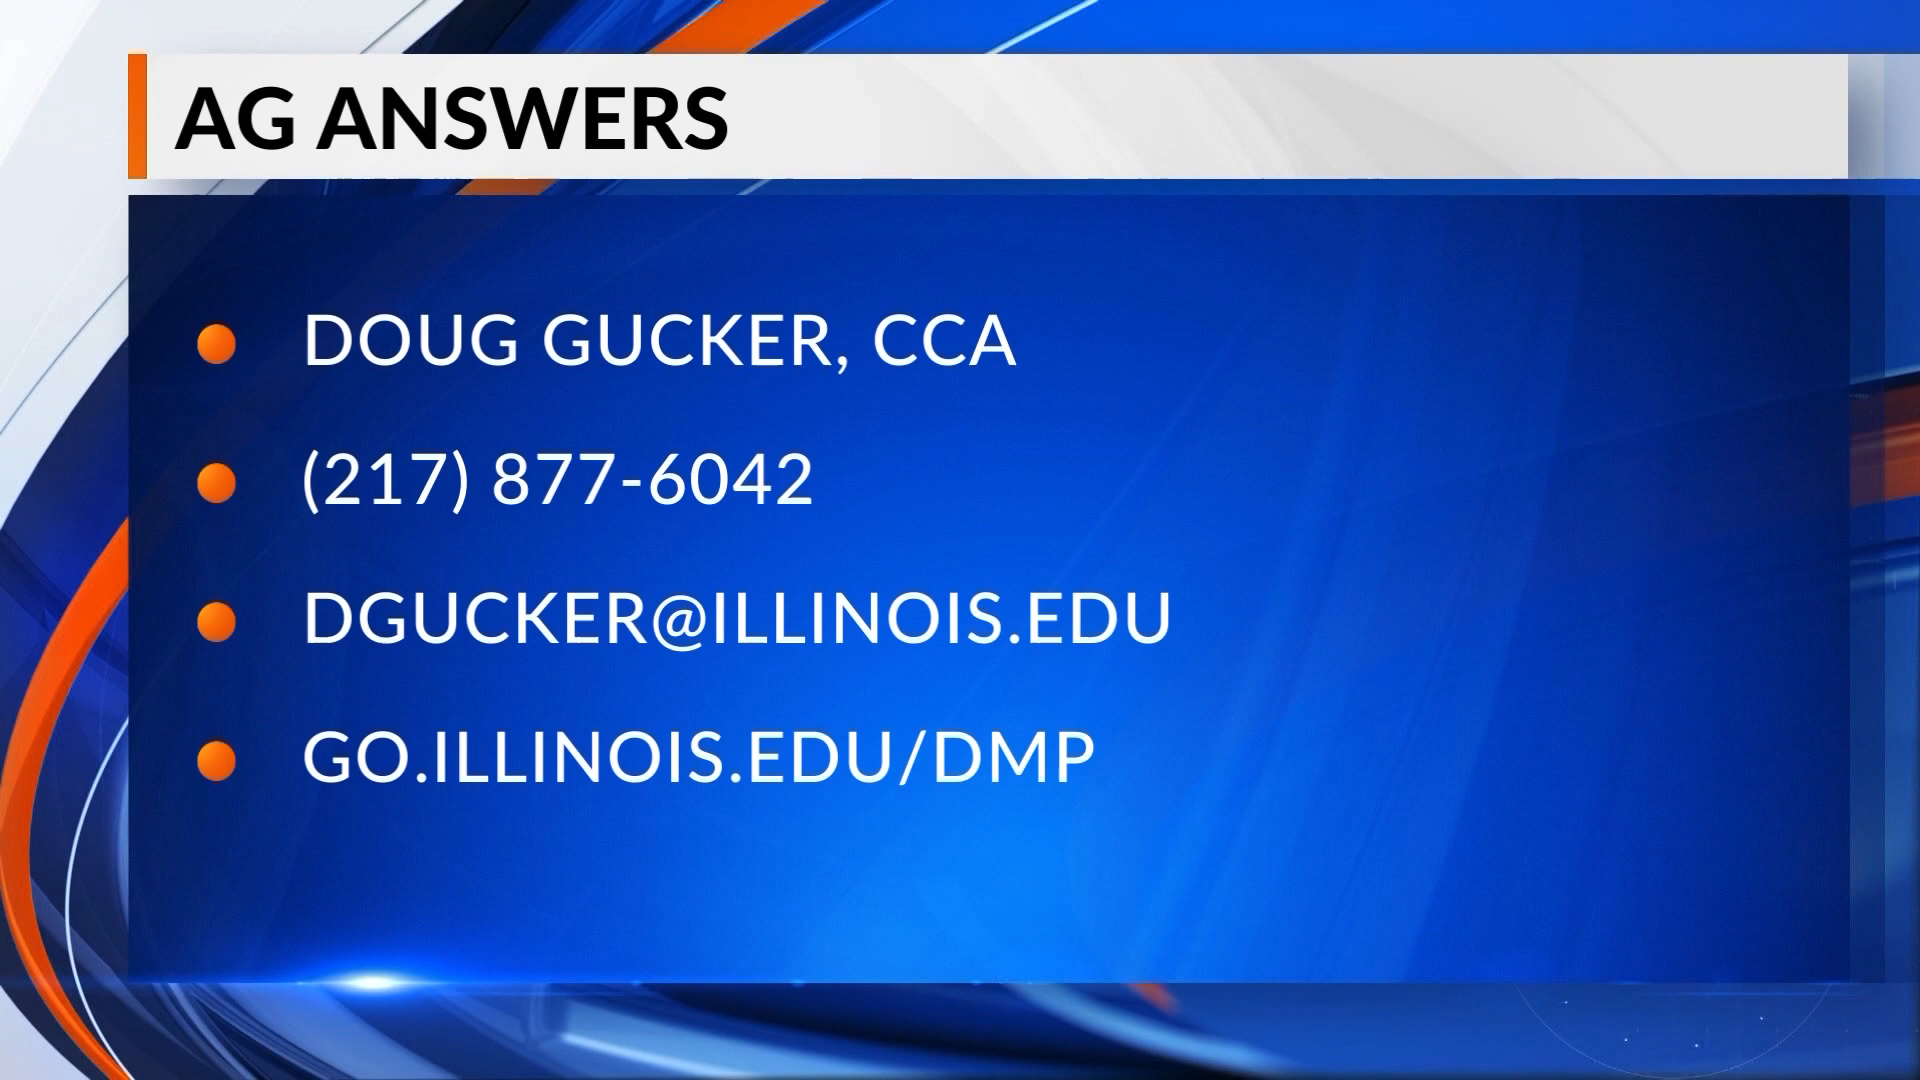 AG ANSWERS
DOUG GUCKER, CCA
(217) 877-6042
DGUCKER@ILLINOIS.EDU
GO.ILLINOIS.EDU/DMP